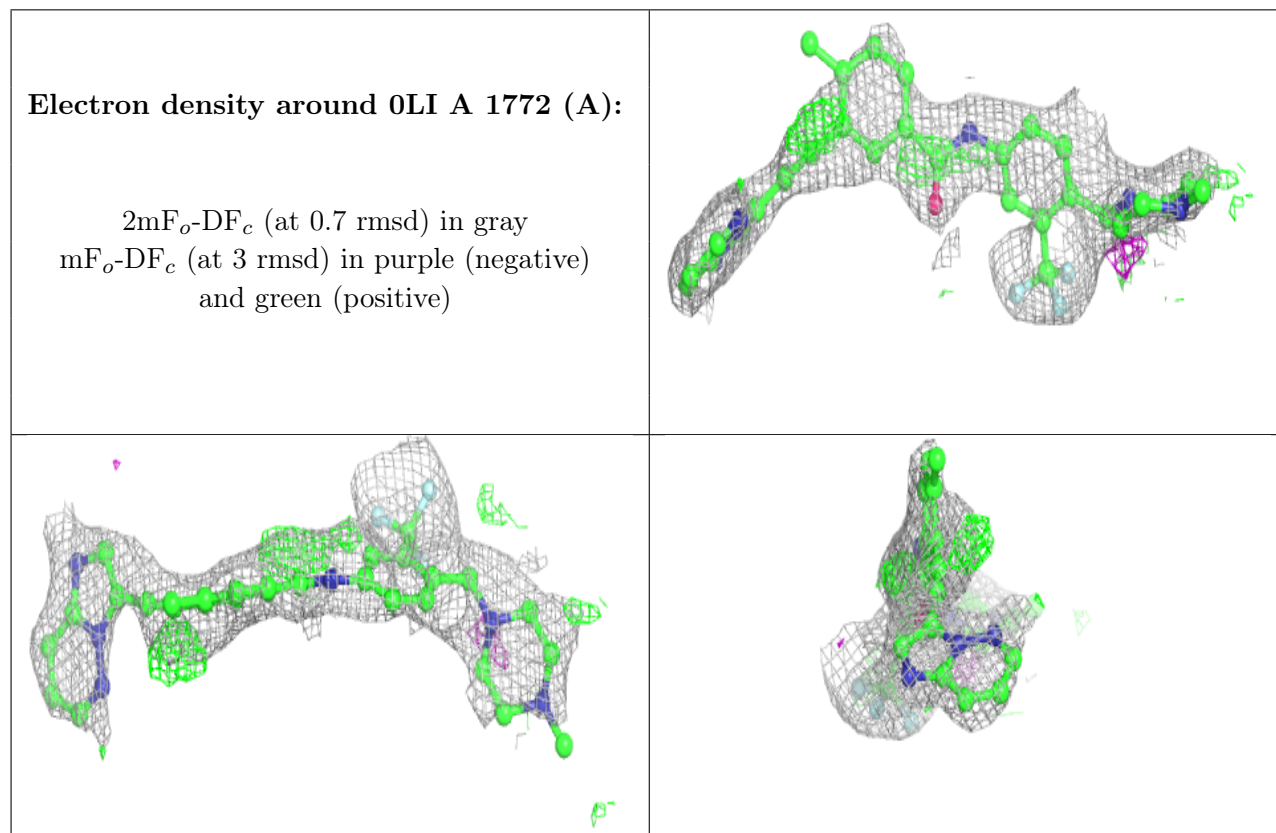 Electron density around 0LI A 1772 (A):
2mFo-DFc (at 0.7 rmsd) in gray
mFo-DFc (at 3 rmsd) in purple (negative)
and green (positive)